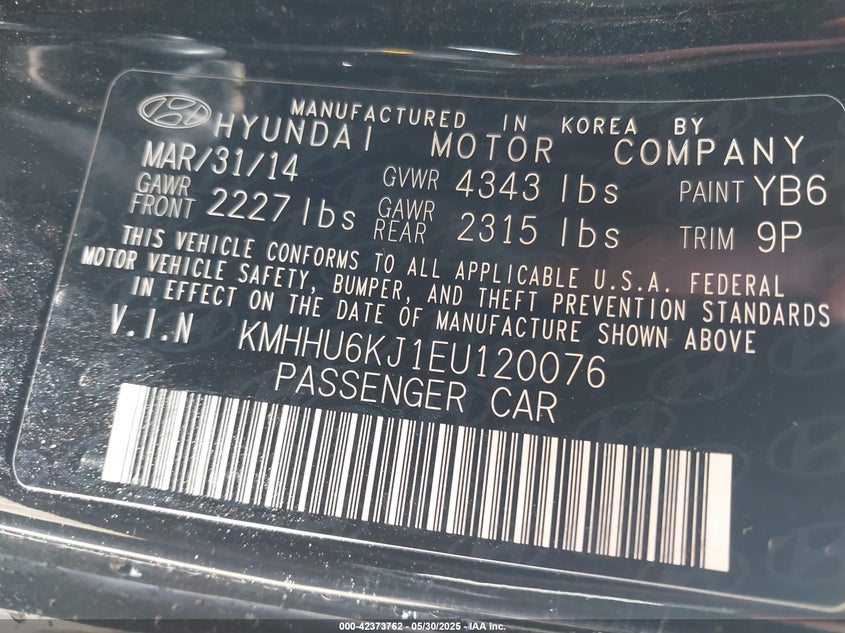 MANUFACTURED IN KOREA BY
HYUNDAI MOTOR COMPANY
MAR/31/14 GVWR 4343 lbs PAINT YB6
GAWR FRONT 2227 lbs GAWR REAR 2315 lbs TRIM 9P
THIS VEHICLE CONFORMS TO ALL APPLICABLE U.S.A. FEDERAL
MOTOR VEHICLE SAFETY, BUMPER, AND THEFT PREVENTION STANDARDS
IN EFFECT ON THE DATE OF MANUFACTURE SHOWN ABOVE
V.I.N KMHHU6KJ1EU120076
PASSENGER CAR
000-42373762 - 05/30/2025 - IAA Inc.